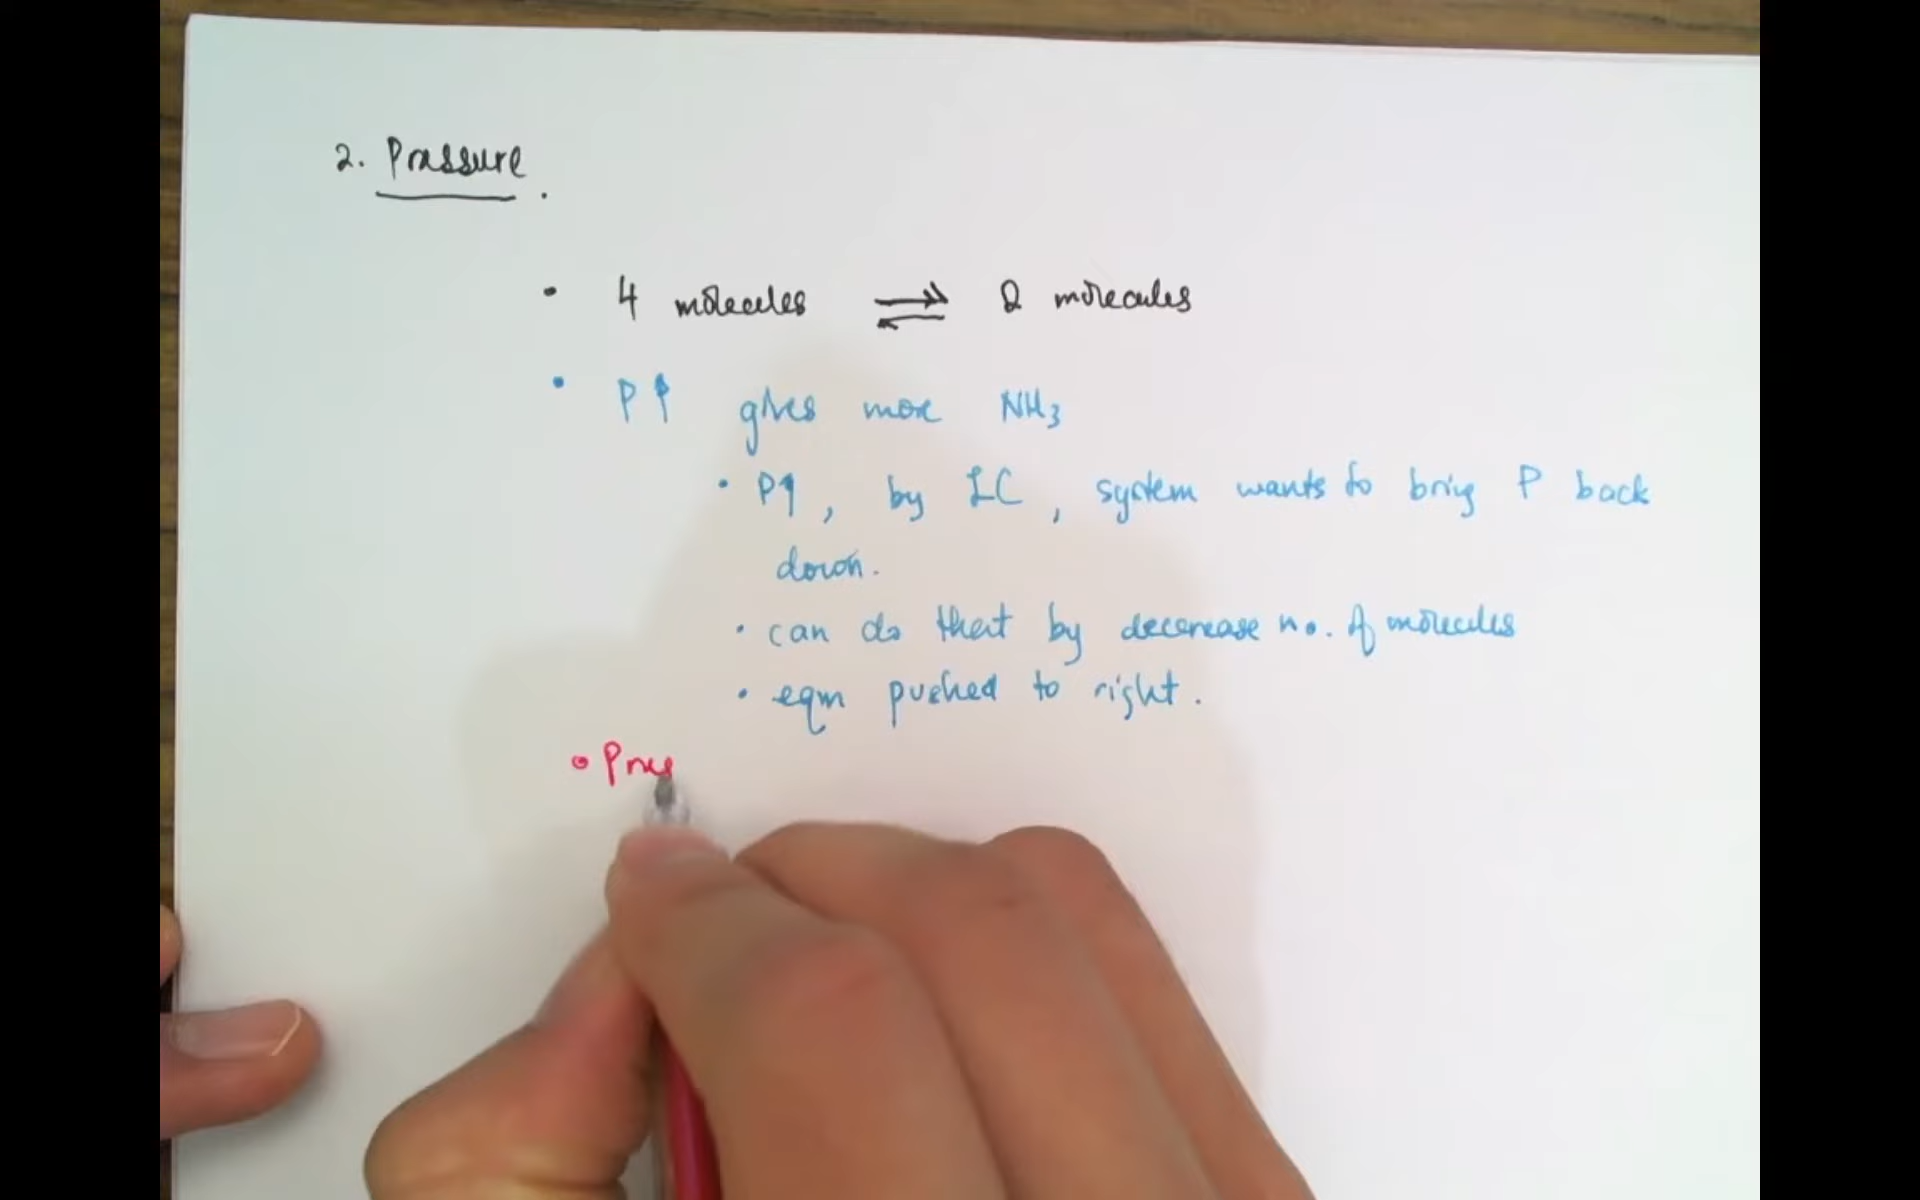 2. Pressure.
• 4 molecules ⇌ 2 molecules
• P↑ gives more NH3
• P↑, by LC, system wants to bring P back
down.
• can do that by decrease no. of molecules
• eqm pushed to right.
• Pres